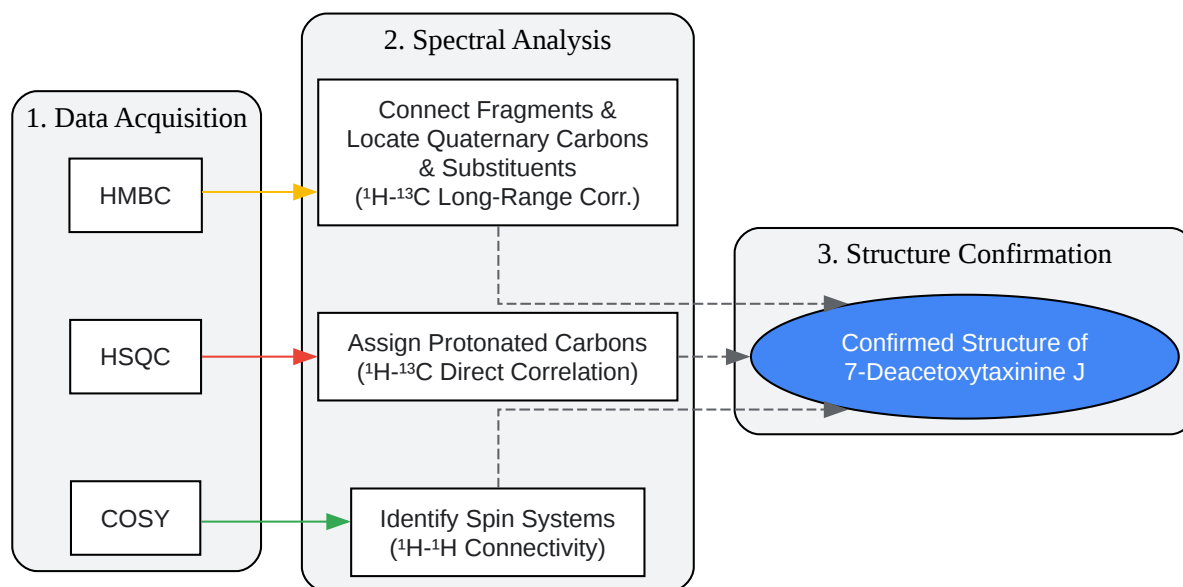 1. Data Acquisition
HMBC
HSQC
COSY
2. Spectral Analysis
Connect Fragments &
Locate Quaternary Carbons
& Substituents
(¹H-¹³C Long-Range Corr.)
Assign Protonated Carbons
(¹H-¹³C Direct Correlation)
Identify Spin Systems
(¹H-¹H Connectivity)
3. Structure Confirmation
Confirmed Structure of
7-Deacetoxytaxinine J